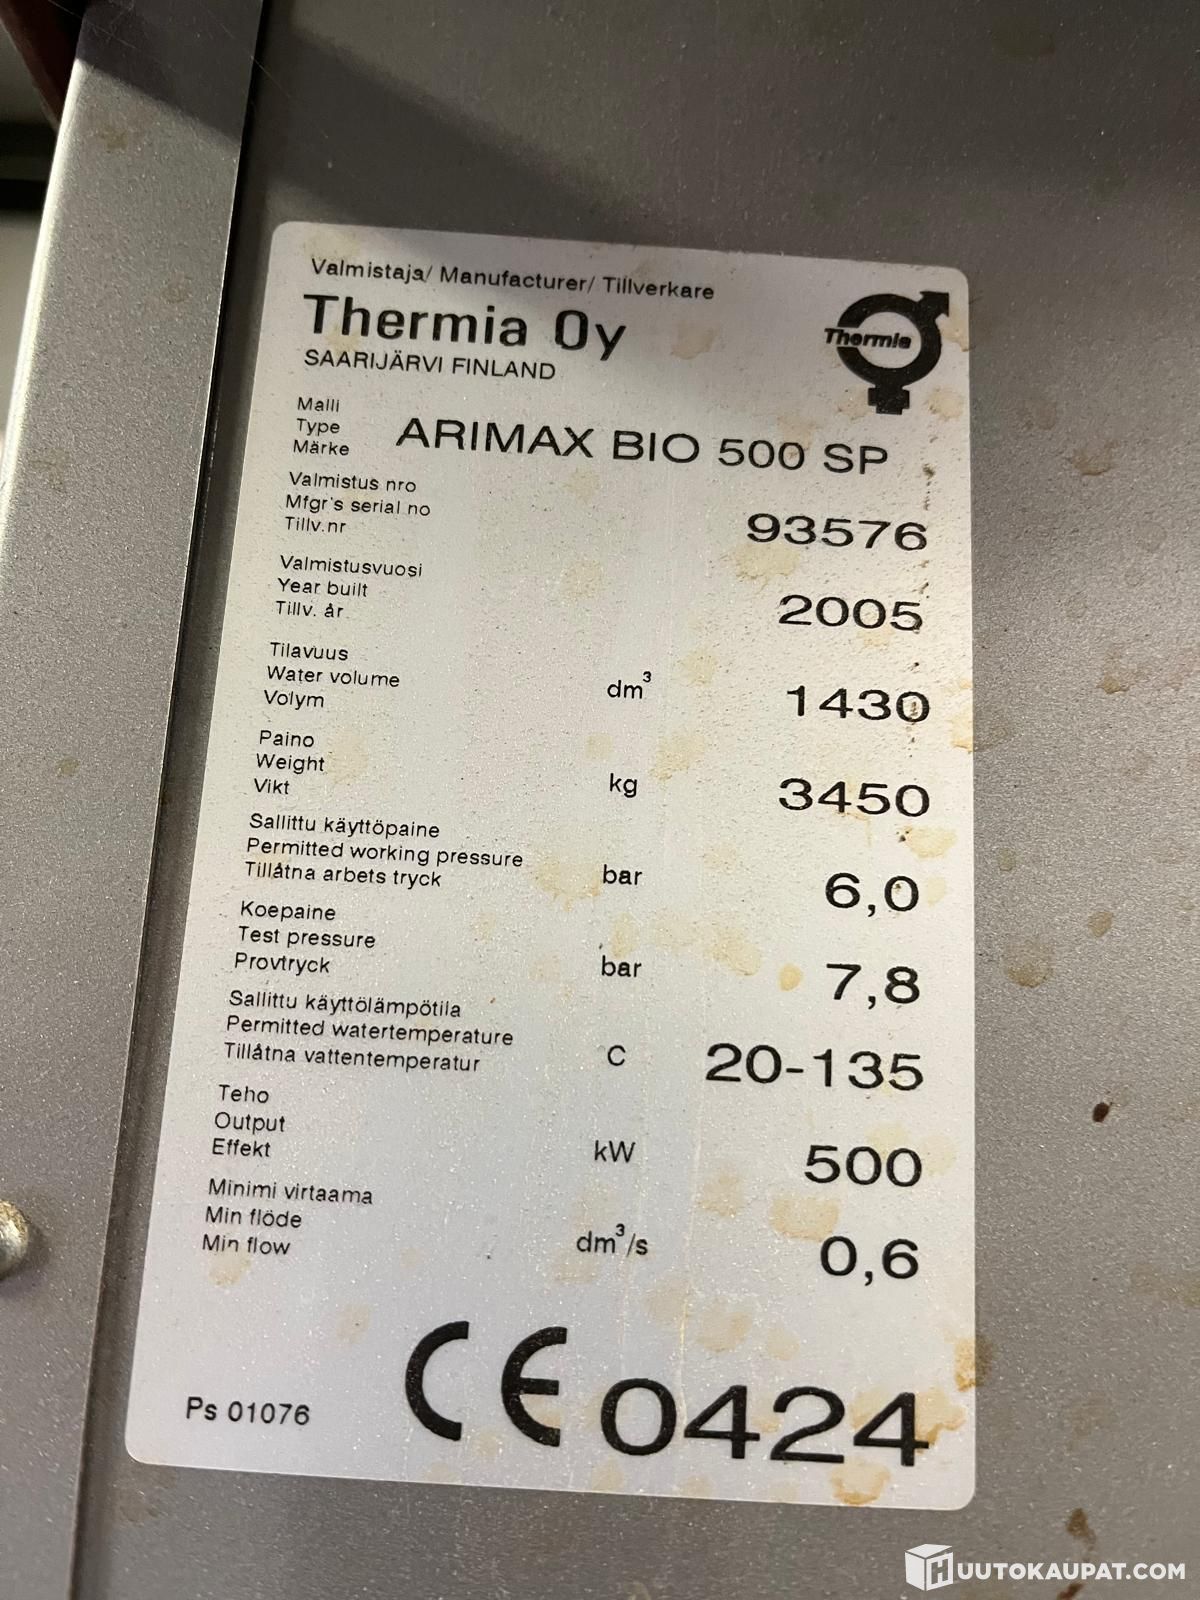 Valmistaja/ Manufacturer/ Tillverkare
Thermia Oy
SAARIJÄRVI FINLAND
Thermia
Malli
Type
Märke
ARIMAX BIO 500 SP
Valmistus nro
Mfgr's serial no
Tillv.nr
93576
Valmistusvuosi
Year built
Tillv. år
2005
Tilavuus
Water volume
Volym
dm³
1430
Paino
Weight
Vikt
kg
3450
Sallittu käyttöpaine
Permitted working pressure
Tillåtna arbets tryck
bar
6,0
Koepaine
Test pressure
Provtryck
bar
7,8
Sallittu käyttölämpötila
Permitted watertemperature
Tillåtna vattentemperatur
C
20-135
Teho
Output
Effekt
kW
500
Minimi virtaama
Min flöde
Min flow
dm³/s
0,6
Ps 01076
CE 0424
HUUTOKAUPAT.COM